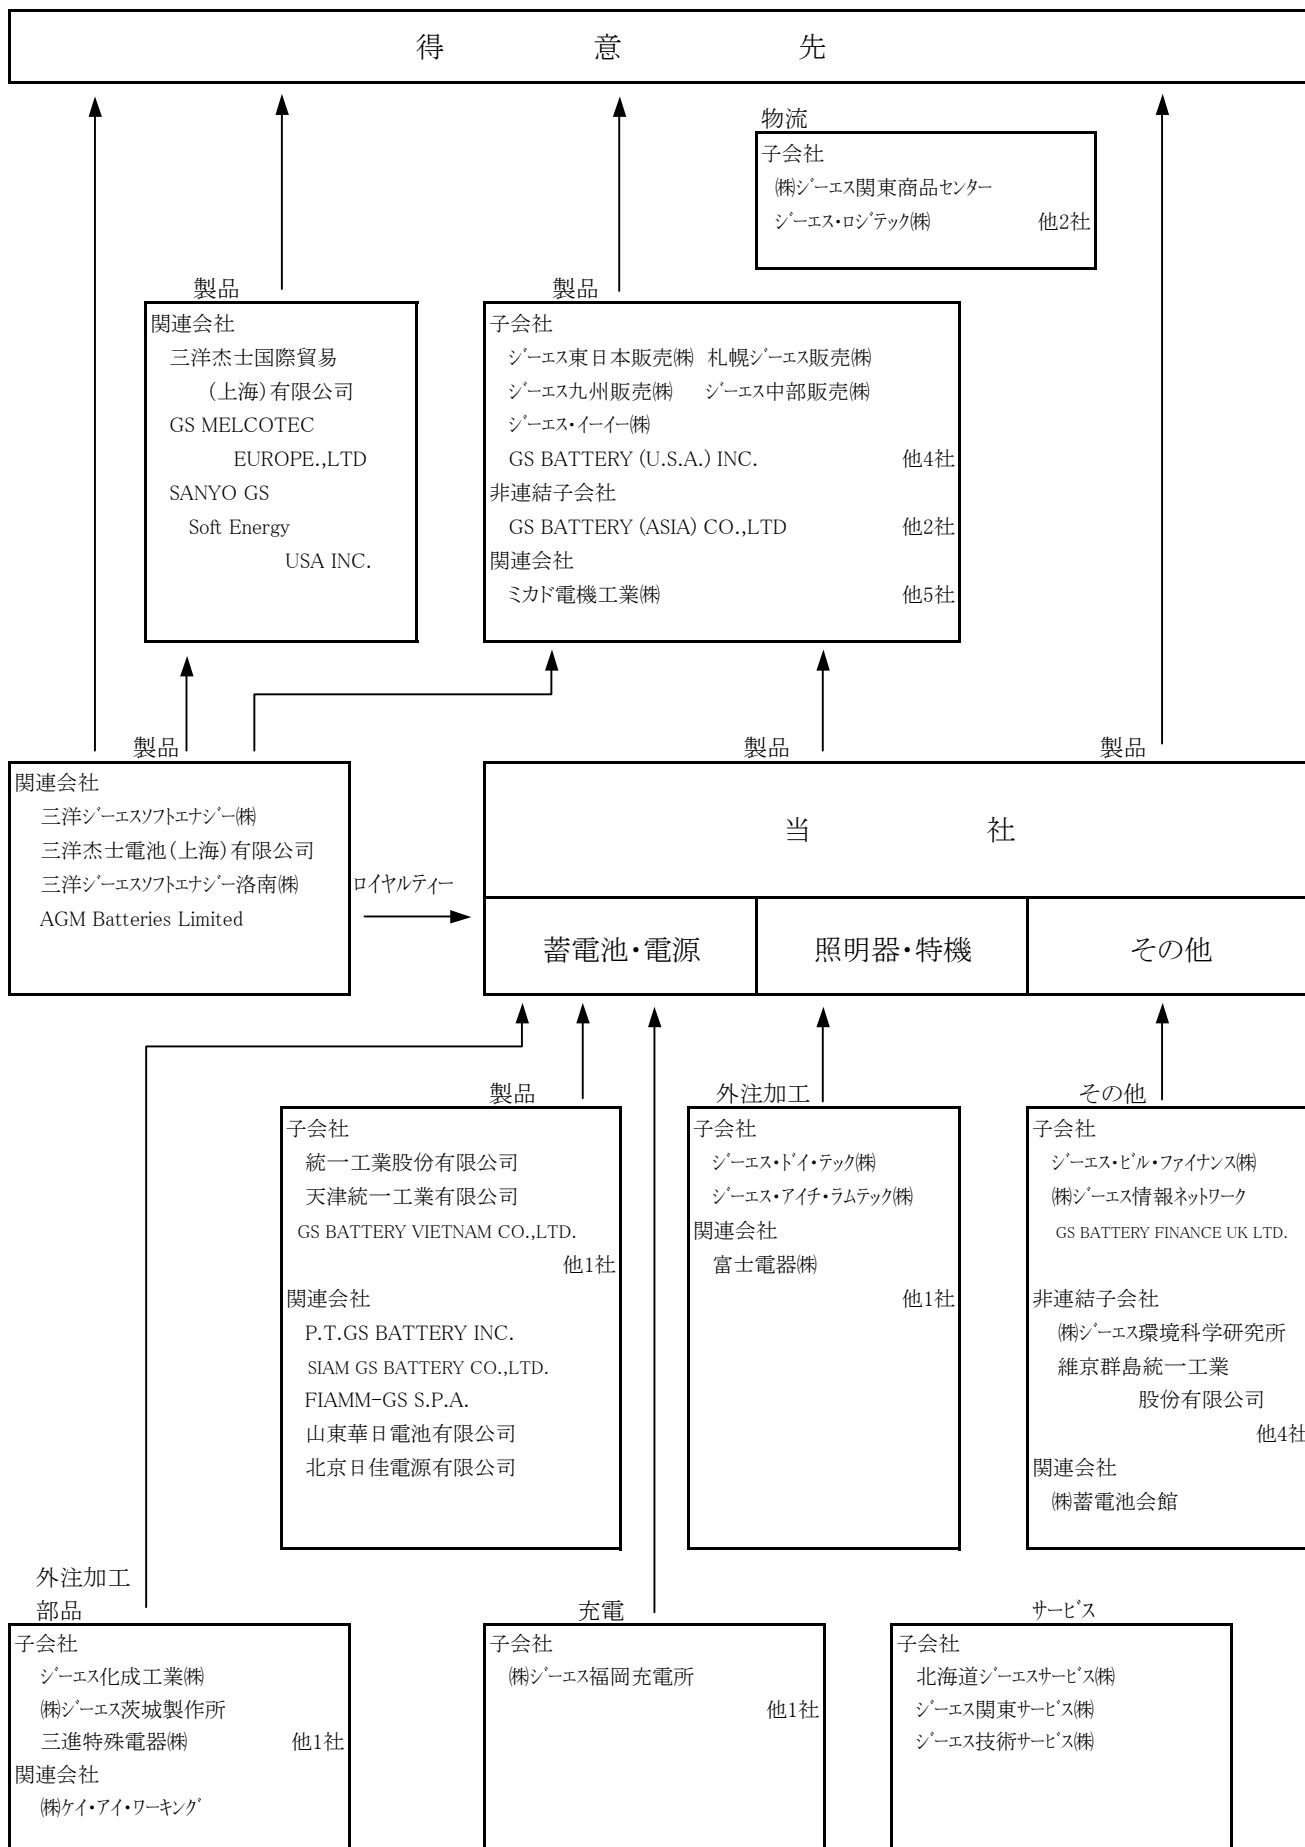 得意先
物流
子会社
㈱ジーエス関東商品センター
ジーエス・ロジテック㈱ 他2社
製品
関連会社
三洋杰士国際貿易
(上海)有限公司
GS MELCOTEC
EUROPE.,LTD
SANYO GS
Soft Energy
USA INC.
製品
子会社
ジーエス東日本販売㈱ 札幌ジーエス販売㈱
ジーエス九州販売㈱ ジーエス中部販売㈱
ジーエス・イーイー㈱
GS BATTERY (U.S.A.) INC. 他4社
非連結子会社
GS BATTERY (ASIA) CO.,LTD 他2社
関連会社
ミカド電機工業㈱ 他5社
製品
関連会社
三洋ジーエスソフトエナジー㈱
三洋杰士電池(上海)有限公司
三洋ジーエスソフトエナジー洛南㈱
AGM Batteries Limited
ロイヤルティー
製品
製品
当社
蓄電池・電源
照明器・特機
その他
製品
子会社
統一工業股份有限公司
天津統一工業有限公司
GS BATTERY VIETNAM CO.,LTD.
他1社
関連会社
P.T.GS BATTERY INC.
SIAM GS BATTERY CO.,LTD.
FIAMM-GS S.P.A.
山東華日電池有限公司
北京日佳電源有限公司
外注加工
子会社
ジーエス・ドイ・テック㈱
ジーエス・アイチ・ラムテック㈱
関連会社
富士電器㈱
他1社
その他
子会社
ジーエス・ビル・ファイナンス㈱
㈱ジーエス情報ネットワーク
GS BATTERY FINANCE UK LTD.
非連結子会社
㈱ジーエス環境科学研究所
維京群島統一工業
股份有限公司
他4社
関連会社
㈱蓄電池会館
外注加工
部品
子会社
ジーエス化成工業㈱
㈱ジーエス茨城製作所
三進特殊電器㈱ 他1社
関連会社
㈱ケイ・アイ・ワーキング
充電
子会社
㈱ジーエス福岡充電所
他1社
サービス
子会社
北海道ジーエスサービス㈱
ジーエス関東サービス㈱
ジーエス技術サービス㈱